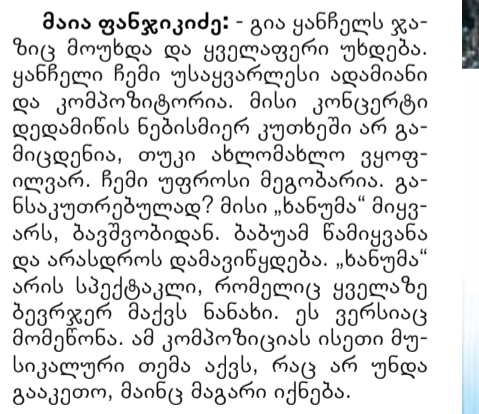 მაია ფანჯიკიძე: - გია ყანჩელს ჯა-
ზიც მოუხდა და ყველაფერი უხდება.
ყანჩელი ჩემი უსაყვარლესი ადამიანი
და კომპოზიტორია. მისი კონცერტი
დედამიწის ნებისმიერ კუთხეში არ გა-
მიცდენია, თუკი ახლომახლო ვყოფ-
ილვარ. ჩემი უფროსი მეგობარია. გა-
ნსაკუთრებულად? მისი „ხანუმა“ მიყვ-
არს, ბავშვობიდან. ბაბუამ წამიყვანა
და არასდროს დამავიწყდება. „ხანუმა“
არის სპექტაკლი, რომელიც ყველაზე
ბევრჯერ მაქვს ნანახი. ეს ვერსიაც
მომეწონა. ამ კომპოზიციას ისეთი მუ-
სიკალური თემა აქვს, რაც არ უნდა
გააკეთო, მაინც მაგარი იქნება.